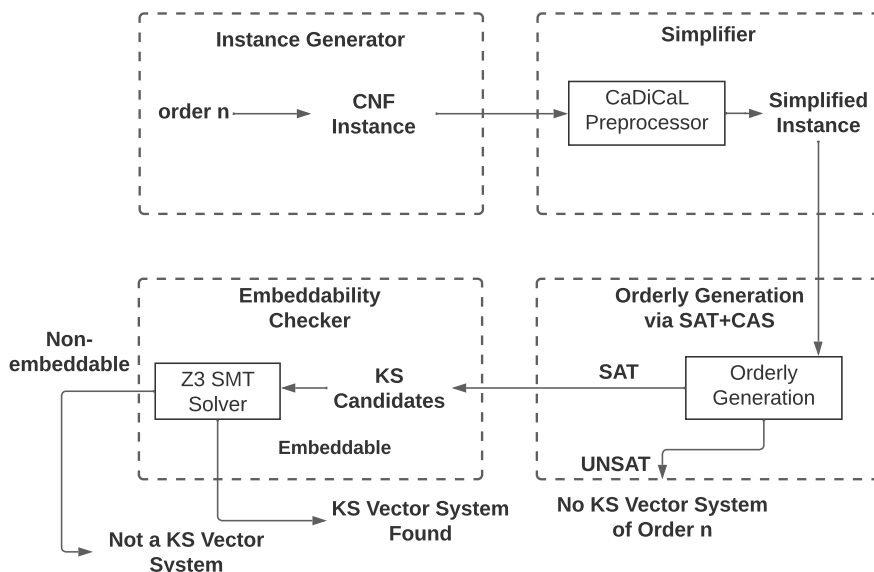 Instance Generator
order n
CNF
Instance
Simplifier
CaDiCaL
Preprocessor
Simplified
Instance
Orderly Generation
via SAT+CAS
Orderly
Generation
SAT
UNSAT
No KS Vector System
of Order n
Embeddability
Checker
KS
Candidates
Z3 SMT
Solver
Embeddable
KS Vector System
Found
Non-
embeddable
Not a KS Vector
System